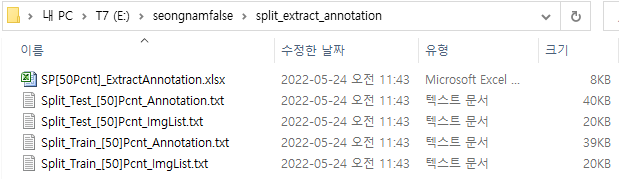 내 PC > T7 (E:) > seongnamfalse > split_extract_annotation
이름 수정한 날짜 유형 크기
SP[50Pcnt]_ExtractAnnotation.xlsx 2022-05-24 오전 11:43 Microsoft Excel ... 8KB
Split_Test_[50]Pcnt_Annotation.txt 2022-05-24 오전 11:43 텍스트 문서 40KB
Split_Test_[50]Pcnt_ImgList.txt 2022-05-24 오전 11:43 텍스트 문서 20KB
Split_Train_[50]Pcnt_Annotation.txt 2022-05-24 오전 11:43 텍스트 문서 39KB
Split_Train_[50]Pcnt_ImgList.txt 2022-05-24 오전 11:43 텍스트 문서 20KB